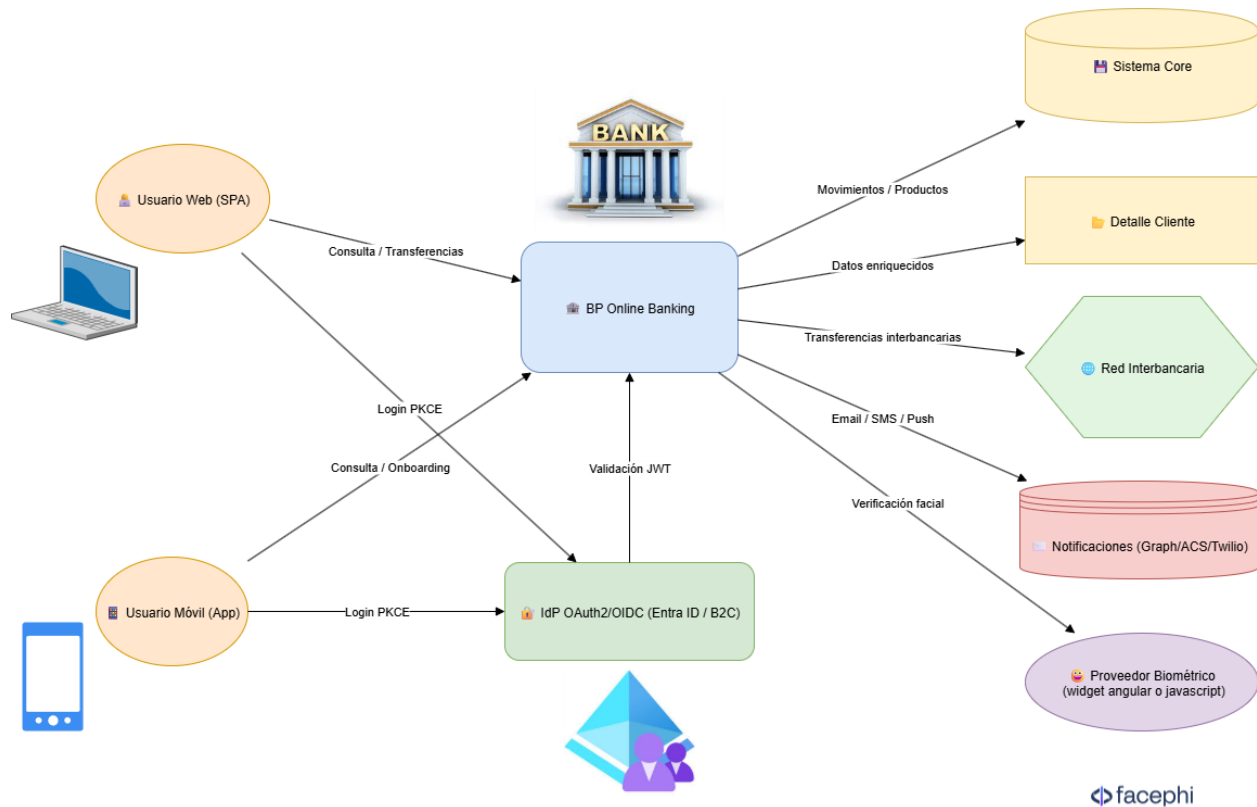 Sistema Core
BANK
Movimientos / Productos
Usuario Web (SPA)
Detalle Cliente
Consulta / Transferencias
Datos enriquecidos
BP Online Banking
Transferencias interbancarias
Red Interbancaria
Login PKCE
Email / SMS / Push
Consulta / Onboarding
Validación JWT
Verificación facial
Notificaciones (Graph/ACS/Twilio)
Usuario Móvil (App)
Login PKCE
IdP OAuth2/OIDC (Entra ID / B2C)
Proveedor Biométrico
(widget angular o javascript)
facephi